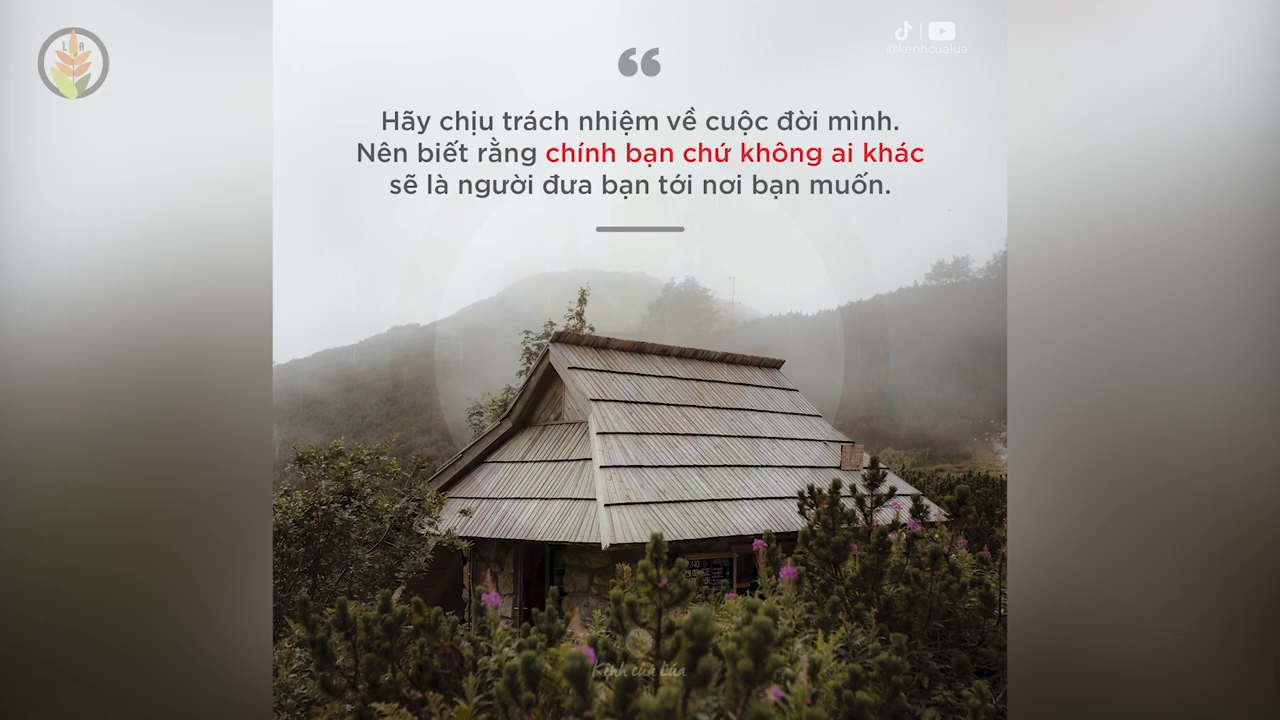 L R
@kenhcualua
“
Hãy chịu trách nhiệm về cuộc đời mình.
Nên biết rằng chính bạn chứ không ai khác
sẽ là người đưa bạn tới nơi bạn muốn.
Kênh của Lúa